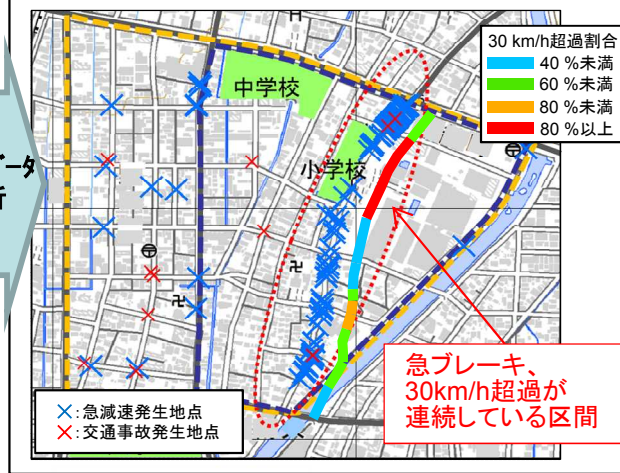 ータ
中学校
小学校
30 km/h超過割合
40 %未満
60 %未満
80 %未満
80 %以上
急ブレーキ、
30km/h超過が
連続している区間
×:急減速発生地点
×:交通事故発生地点